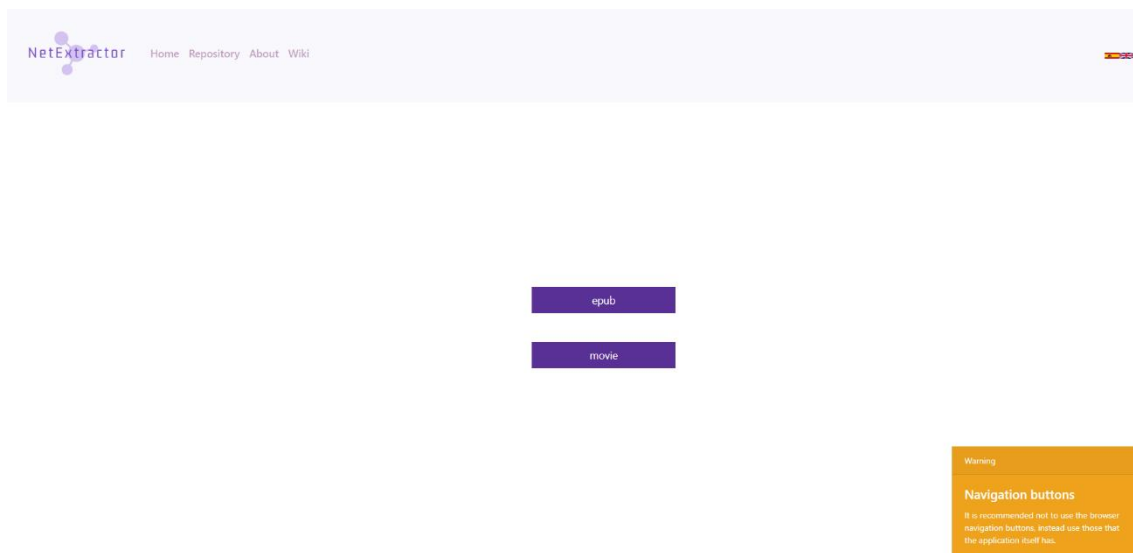 NetExtractor
Home Repository About Wiki
epub
movie
Warning
Navigation buttons
It is recommended not to use the browser
navigation buttons, instead use those that
the application itself has.